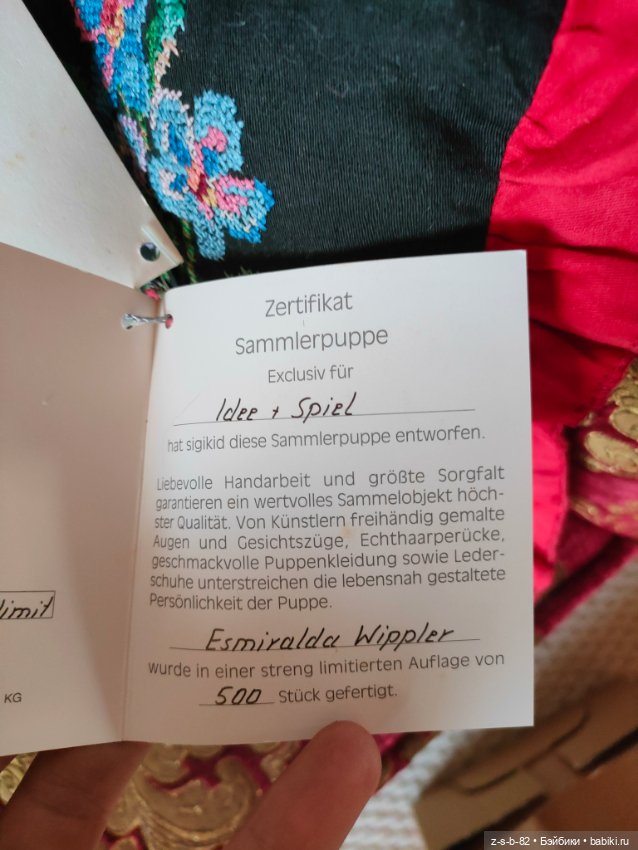 Zertifikat
Sammlerpuppe
Exclusiv für
Idee + Spiel
hat sigikid diese Sammlerpuppe entworfen.
Liebevolle Handarbeit und größte Sorgfalt
garantieren ein wertvolles Sammelobjekt höch-
ster Qualität. Von Künstlern freihändig gemalte
Augen und Gesichtszüge, Echthaarperücke,
geschmackvolle Puppenkleidung sowie Leder-
schuhe unterstreichen die lebensnah gestaltete
Persönlichkeit der Puppe.
Esmiralda Wippler
wurde in einer streng limitierten Auflage von
500 Stück gefertigt.
limit
KG
z-s-b-82 • Бэйбики • babiki.ru